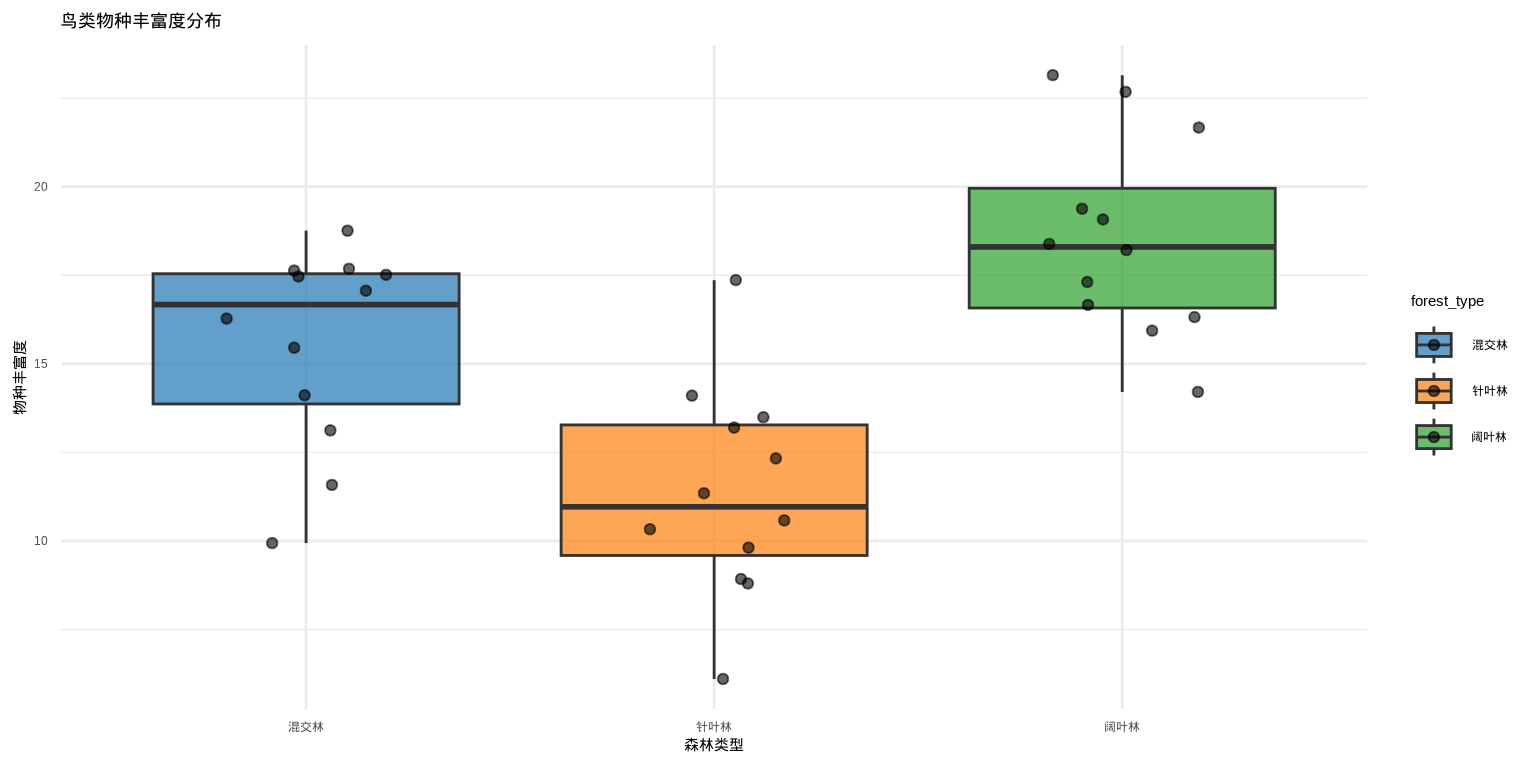 鸟类物种丰富度分布
物种丰富度
20
15
10
混交林
针叶林
阔叶林
森林类型
forest_type
混交林
针叶林
阔叶林